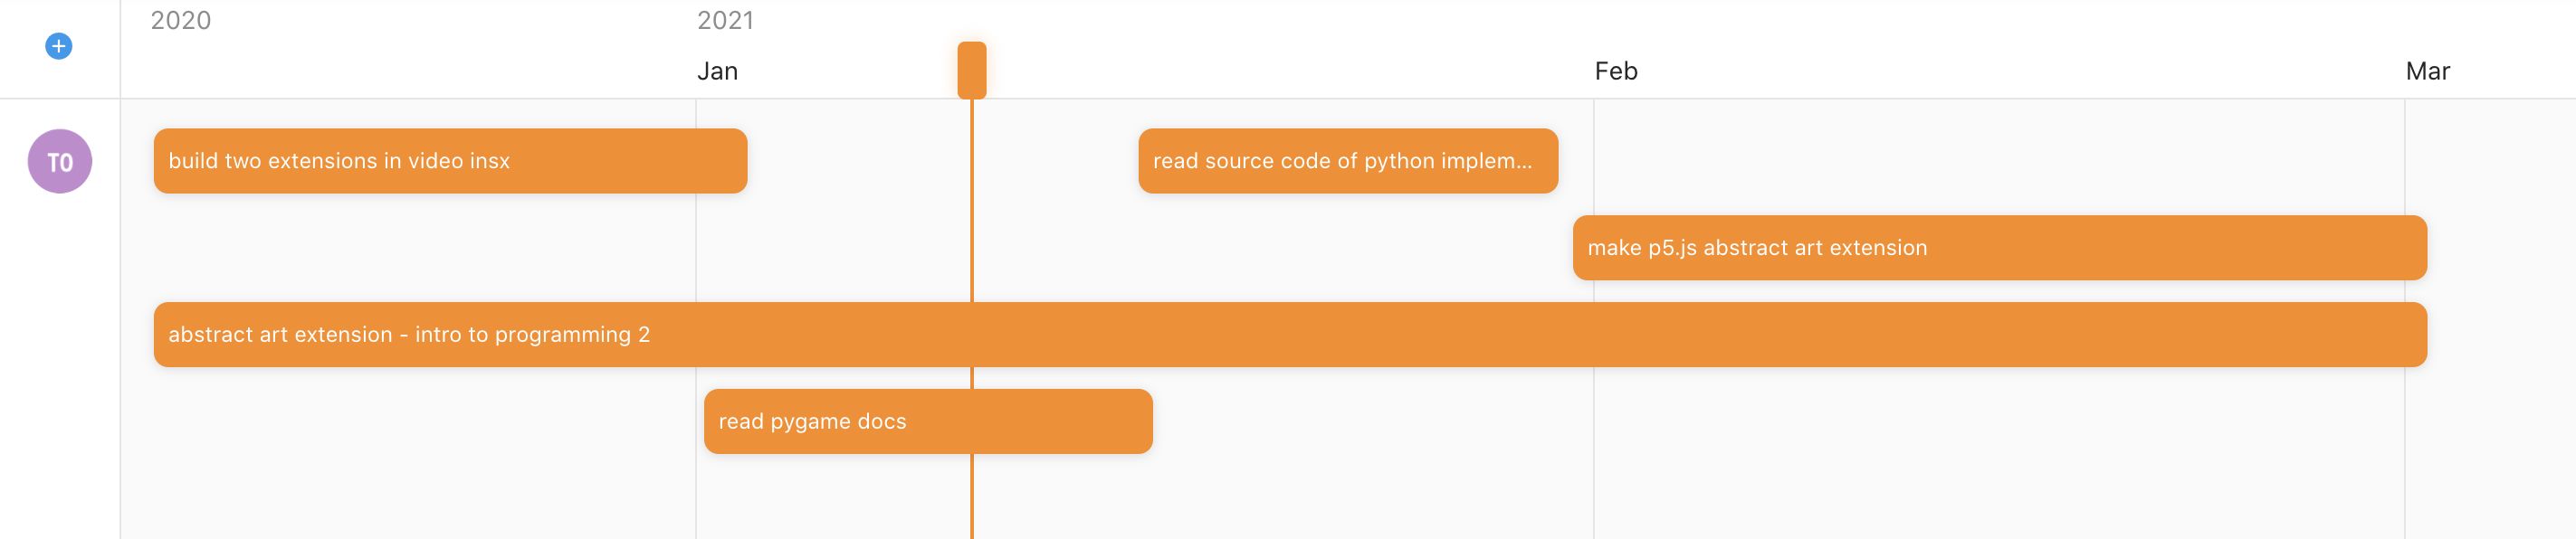 2020
2021
Jan
Feb
Mar
T0
build two extensions in video insx
read source code of python implem...
make p5.js abstract art extension
abstract art extension - intro to programming 2
read pygame docs